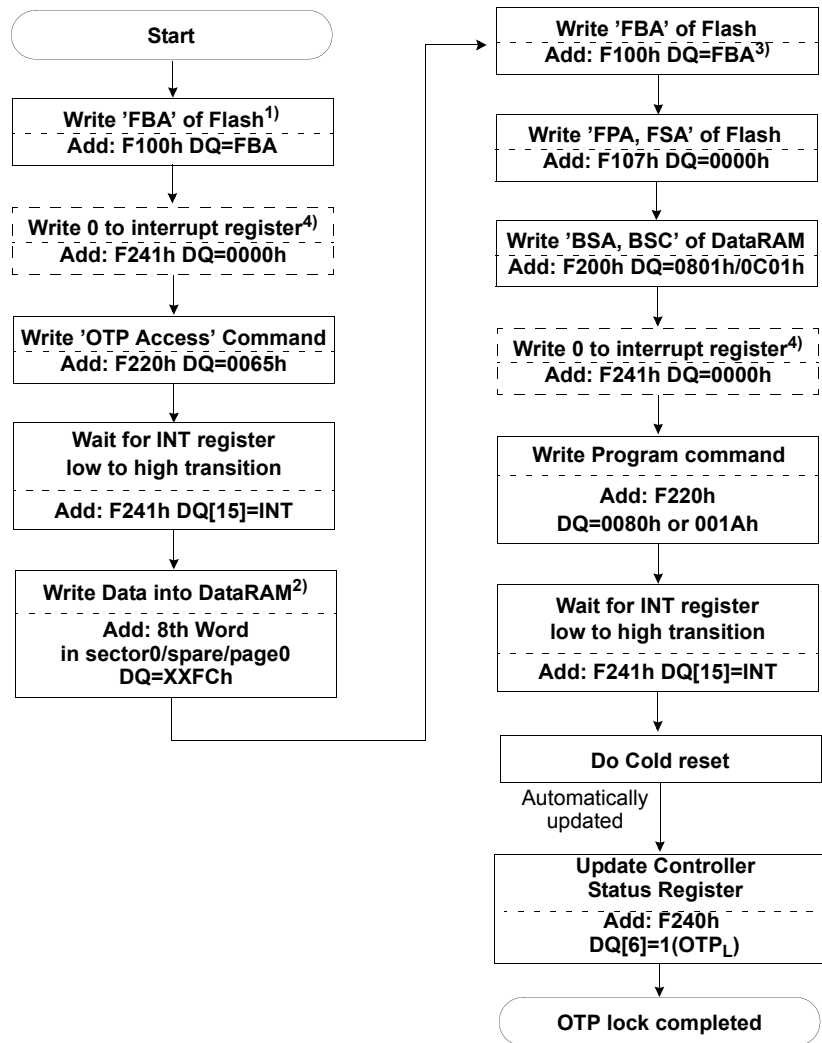 Start
Write ’FBA’ of Flash1)
Add: F100h DQ=FBA
Write 0 to interrupt register4)
Add: F241h DQ=0000h
Write ’OTP Access’ Command
Add: F220h DQ=0065h
Wait for INT register
low to high transition
Add: F241h DQ[15]=INT
Write Data into DataRAM2)
Add: 8th Word
in sector0/spare/page0
DQ=XXFCh
Write ’FBA’ of Flash
Add: F100h DQ=FBA3)
Write ’FPA, FSA’ of Flash
Add: F107h DQ=0000h
Write ’BSA, BSC’ of DataRAM
Add: F200h DQ=0801h/0C01h
Write 0 to interrupt register4)
Add: F241h DQ=0000h
Write Program command
Add: F220h
DQ=0080h or 001Ah
Wait for INT register
low to high transition
Add: F241h DQ[15]=INT
Do Cold reset
Automatically
updated
Update Controller
Status Register
Add: F240h
DQ[6]=1(OTPL)
OTP lock completed